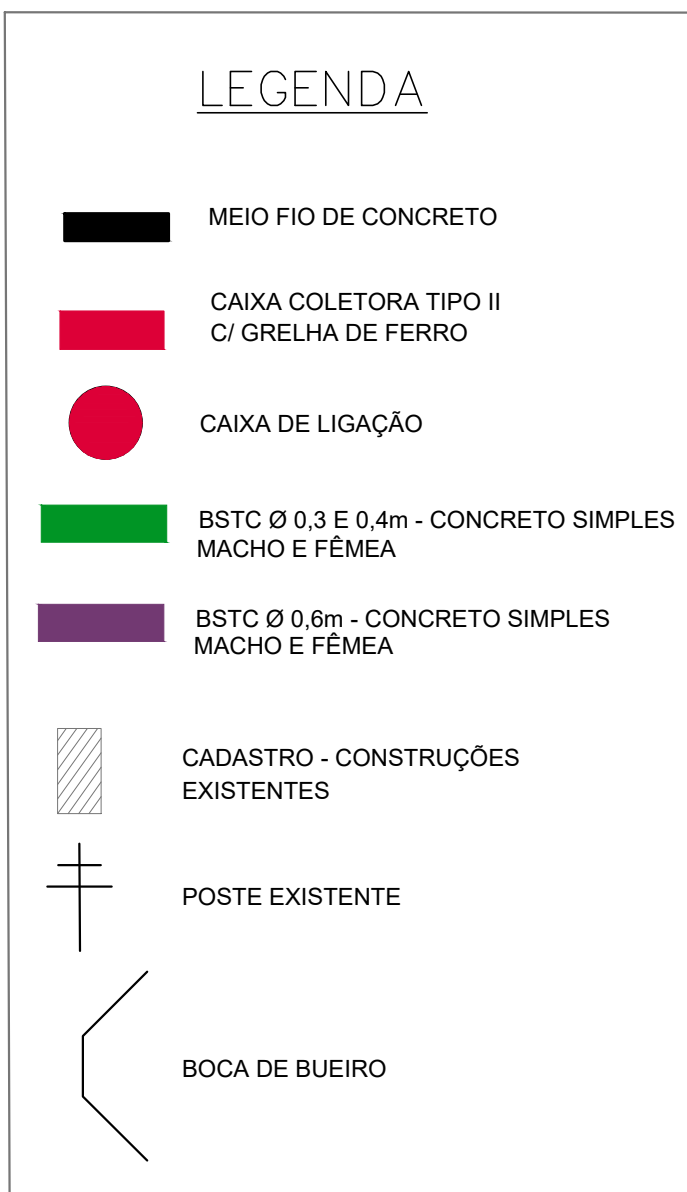 LEGENDA
MEIO FIO DE CONCRETO
CAIXA COLETORA TIPO II
C/ GRELHA DE FERRO
CAIXA DE LIGAÇÃO
BSTC Ø 0,3 E 0,4m - CONCRETO SIMPLES
MACHO E FÊMEA
BSTC Ø 0,6m - CONCRETO SIMPLES
MACHO E FÊMEA
CADASTRO - CONSTRUÇÕES
EXISTENTES
POSTE EXISTENTE
BOCA DE BUEIRO